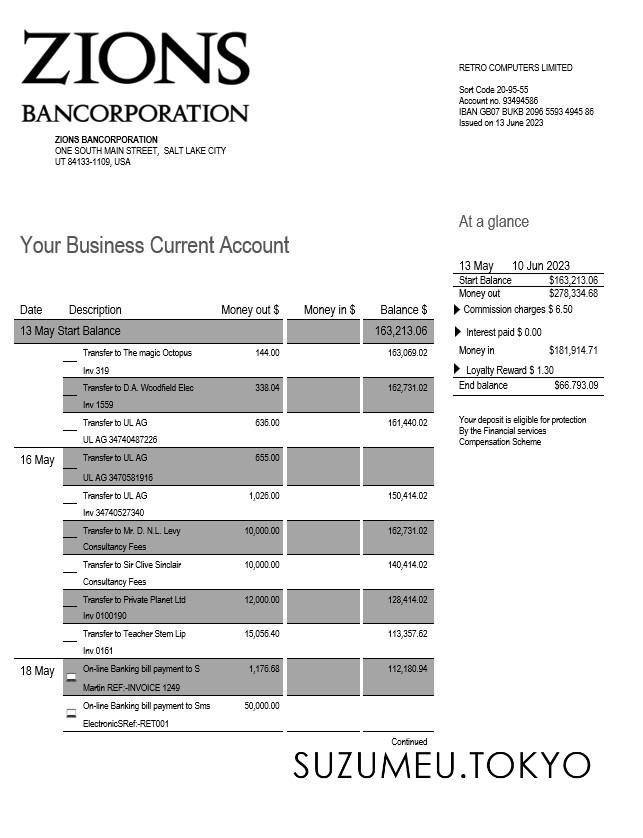 ZIONS
BANCORPORATION
ZIONS BANCORPORATION
ONE SOUTH MAIN STREET, SALT LAKE CITY
UT 84133-1109, USA
RETRO COMPUTERS LIMITED
Sort Code 20-95-55
Account no. 93494586
IBAN GB07 BUKB 2096 5593 4945 86
Issued on 13 June 2023
At a glance
Your Business Current Account
13 May 10 Jun 2023
Start Balance $163,213.06
Money out $278,334.68
Commission charges $ 6.50
Interest paid $ 0.00
Money in $181,914.71
Loyalty Reward $ 1.30
End balance $66.793.09
Your deposit is eligible for protection
By the Financial services
Compensation Scheme
Date Description Money out $ Money in $ Balance $
13 May Start Balance 163,213.06
Transfer to The magic Octopus 144.00 163,069.02
Inv 319
Transfer to D.A. Woodfield Elec 338.04 162,731.02
Inv 1559
Transfer to UL AG 636.00 161,440.02
UL AG 34740487226
16 May Transfer to UL AG 655.00
UL AG 3470581916
Transfer to UL AG 1,026.00 150,414.02
Inv 34740527340
Transfer to Mr. D. N.L. Levy 10,000.00 162,731.02
Consultancy Fees
Transfer to Sir Clive Sinclair 10,000.00 140,414.02
Consultancy Fees
Transfer to Private Planet Ltd 12,000.00 128,414.02
Inv 0100190
Transfer to Teacher Stem Lip 15,056.40 113,357.62
Inv 0161
18 May On-line Banking bill payment to S 1,176.68 112,180.94
Martin REF:-INVOICE 1249
On-line Banking bill payment to Sms 50,000.00
ElectronicSRef:-RET001
Continued
SUZUMEU.TOKYO